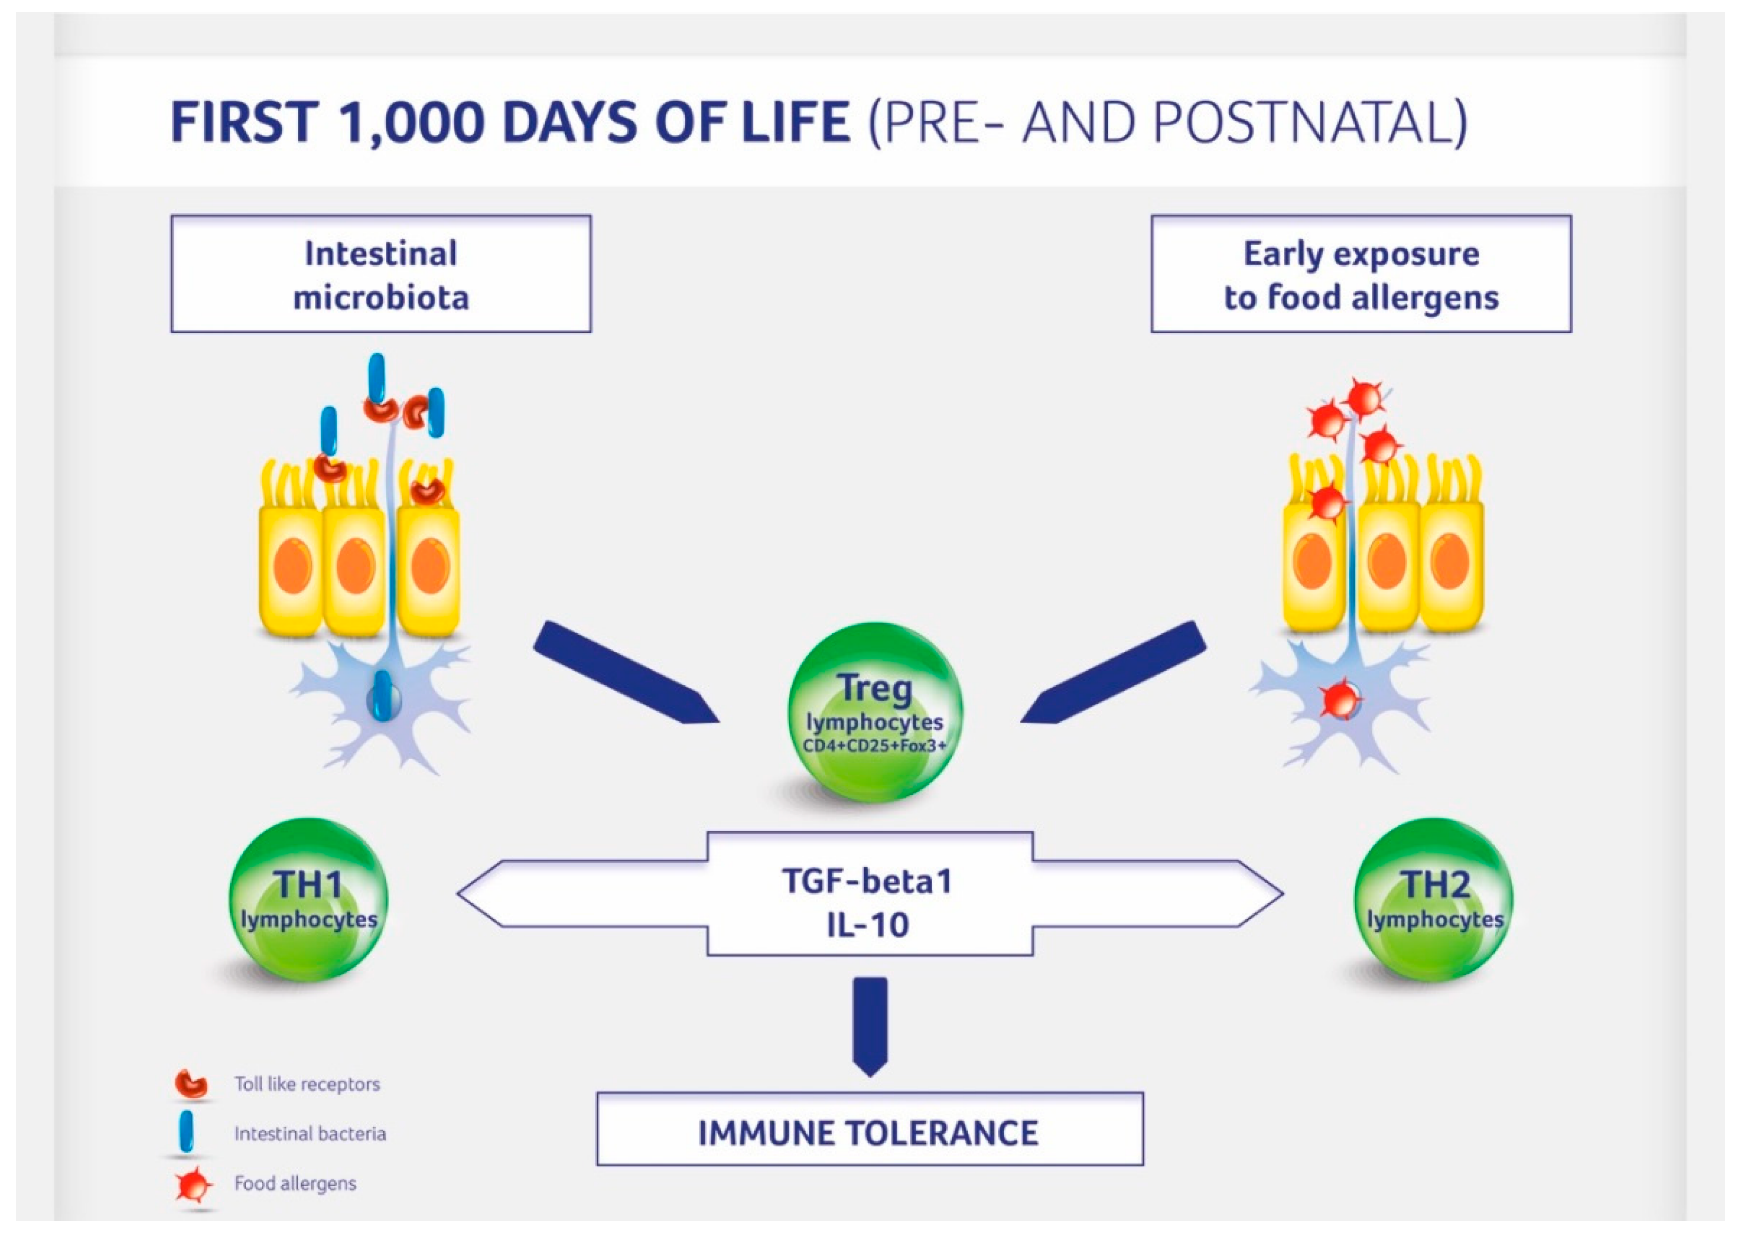 FIRST 1,000 DAYS OF LIFE (PRE- AND POSTNATAL)
Intestinal
microbiota
Early exposure
to food allergens
Treg
lymphocytes
CD4+CD25+Fox3+
TH1
lymphocytes
TGF-beta1
IL-10
TH2
lymphocytes
IMMUNE TOLERANCE
Toll like receptors
Intestinal bacteria
Food allergens